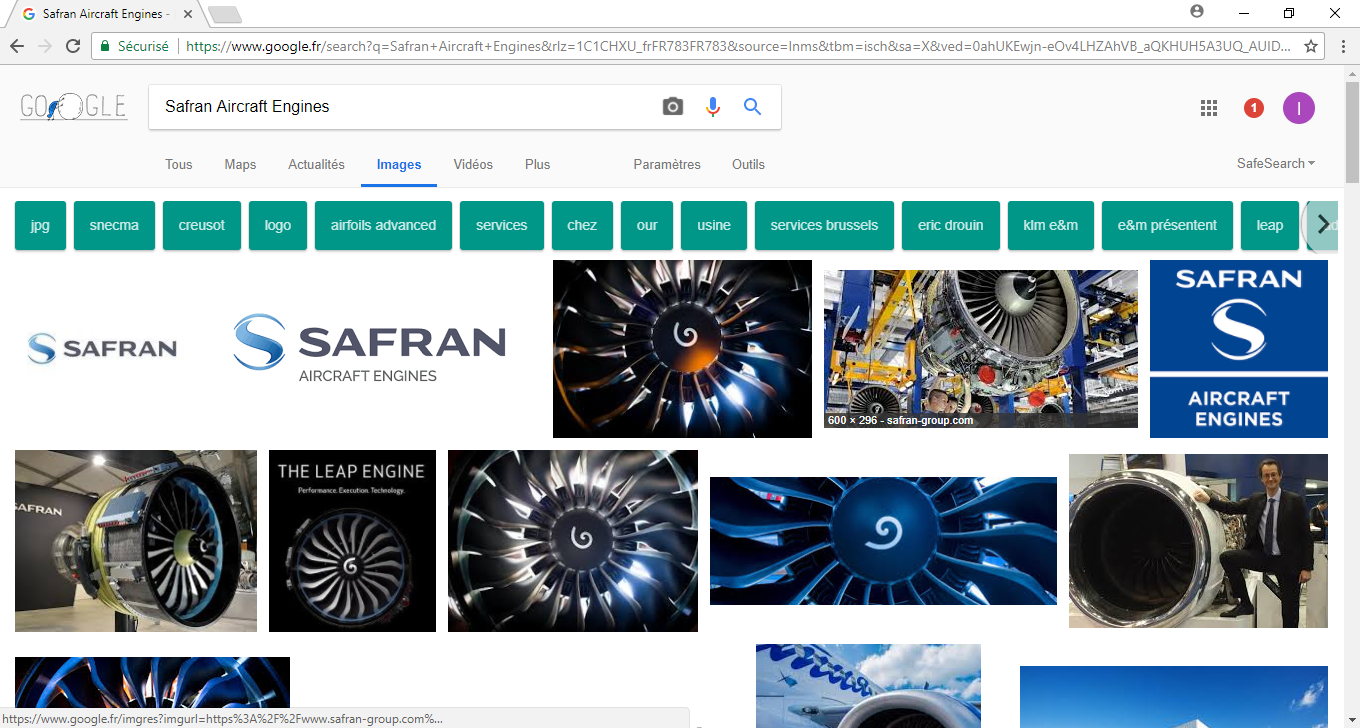 Safran Aircraft Engines -
Sécurisé
https://www.google.fr/search?q=Safran+Aircraft+Engines&rlz=1C1CHXU_frFR783FR783&source=lnms&tbm=isch&sa=X&ved=0ahUKEwjn-eOv4LHZAhVB_aQKHUH5A3UQ_AUID...
GOOGLE
Safran Aircraft Engines
1
I
Tous Maps Actualités Images Vidéos Plus Paramètres Outils SafeSearch
jpg snecma creusot logo airfoils advanced services chez our usine services brussels eric drouin klm e&m e&m présentent leap
SAFRAN
SAFRAN
AIRCRAFT ENGINES
600 × 296 - safran-group.com
SAFRAN
AIRCRAFT
ENGINES
SAFRAN
THE LEAP ENGINE
Performance. Execution. Technology.
https://www.google.fr/imgres?imgurl=https%3A%2F%2Fwww.safran-group.com%...